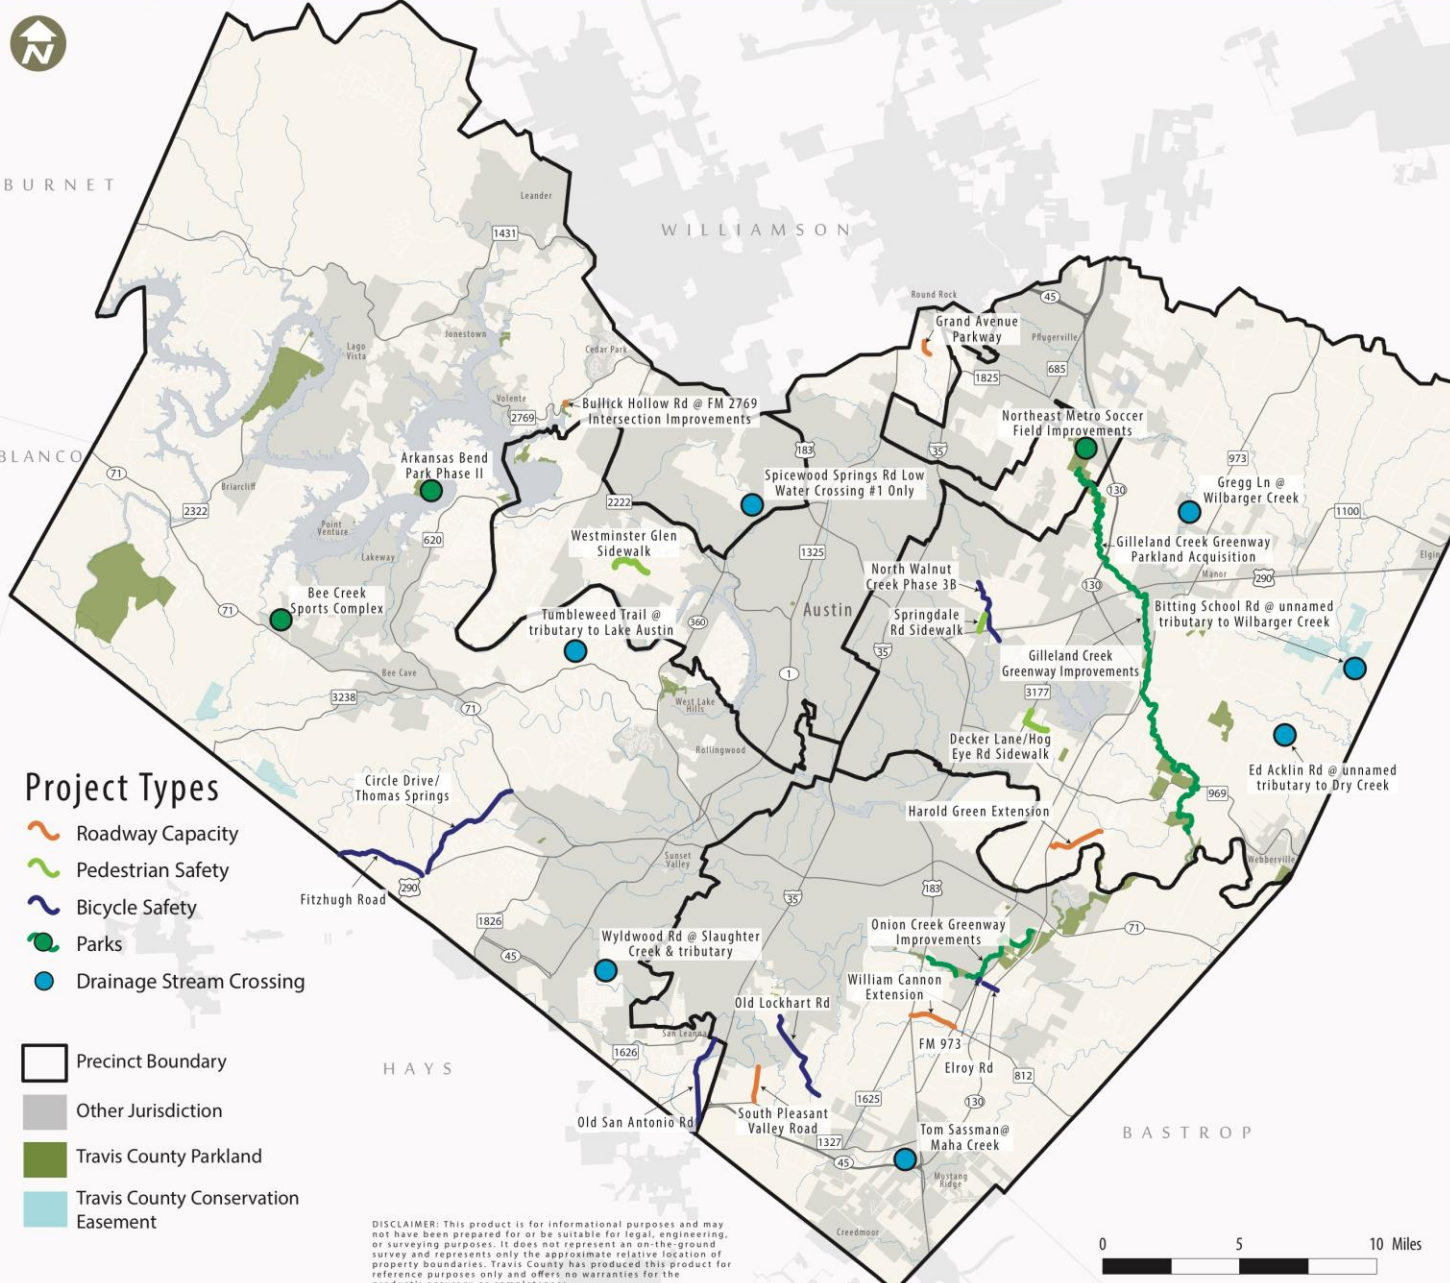 N
BURNET
Leander
1431
WILLIAMSON
Round Rock
45
Grand Avenue
Parkway
Pflugerville
Jonestown
Lago
Vista
Cedar Park
685
1825
Volente
2769
Bullick Hollow Rd @ FM 2769
Intersection Improvements
Northeast Metro Soccer
Field Improvements
183
35
BLANCO
71
Arkansas Bend
Park Phase II
973
Spicewood Springs Rd Low
Water Crossing #1 Only
Gregg Ln @
Wilbarger Creek
Briarcliff
130
2322
2222
1100
Point
Venture
620
Westminster Glen
Sidewalk
Gilleland Creek Greenway
Parkland Acquisition
Lakeway
1325
Elgin
North Walnut
Creek Phase 3B
Manor
290
130
Bee Creek
Sports Complex
71
Tumbleweed Trail @
tributary to Lake Austin
Austin
Springdale
Rd Sidewalk
Bitting School Rd @ unnamed
tributary to Wilbarger Creek
360
35
Gilleland Creek
Greenway Improvements
Bee Cave
1
3177
3238
71
West Lake
Hills
Rollingwood
Decker Lane/Hog
Eye Rd Sidewalk
Ed Acklin Rd @ unnamed
tributary to Dry Creek
Circle Drive/
Thomas Springs
969
Harold Green Extension
Project Types
Roadway Capacity
Pedestrian Safety
Bicycle Safety
Parks
Drainage Stream Crossing
Precinct Boundary
Other Jurisdiction
Travis County Parkland
Travis County Conservation
Easement
Sunset
Valley
Webberville
290
Fitzhugh Road
183
35
1826
Onion Creek Greenway
Improvements
71
45
Wyldwood Rd @ Slaughter
Creek & tributary
William Cannon
Extension
Old Lockhart Rd
San Leanna
1626
FM 973
Elroy Rd
812
HAYS
1625
130
Old San Antonio Rd
South Pleasant
Valley Road
1327
45
Tom Sassman@
Maha Creek
BASTROP
Mustang
Ridge
Creedmoor
DISCLAIMER: This product is for informational purposes and may
not have been prepared for or be suitable for legal, engineering,
or surveying purposes. It does not represent an on-the-ground
survey and represents only the approximate relative location of
property boundaries. Travis County has produced this product for
reference purposes only and offers no warranties for the
0 5 10 Miles